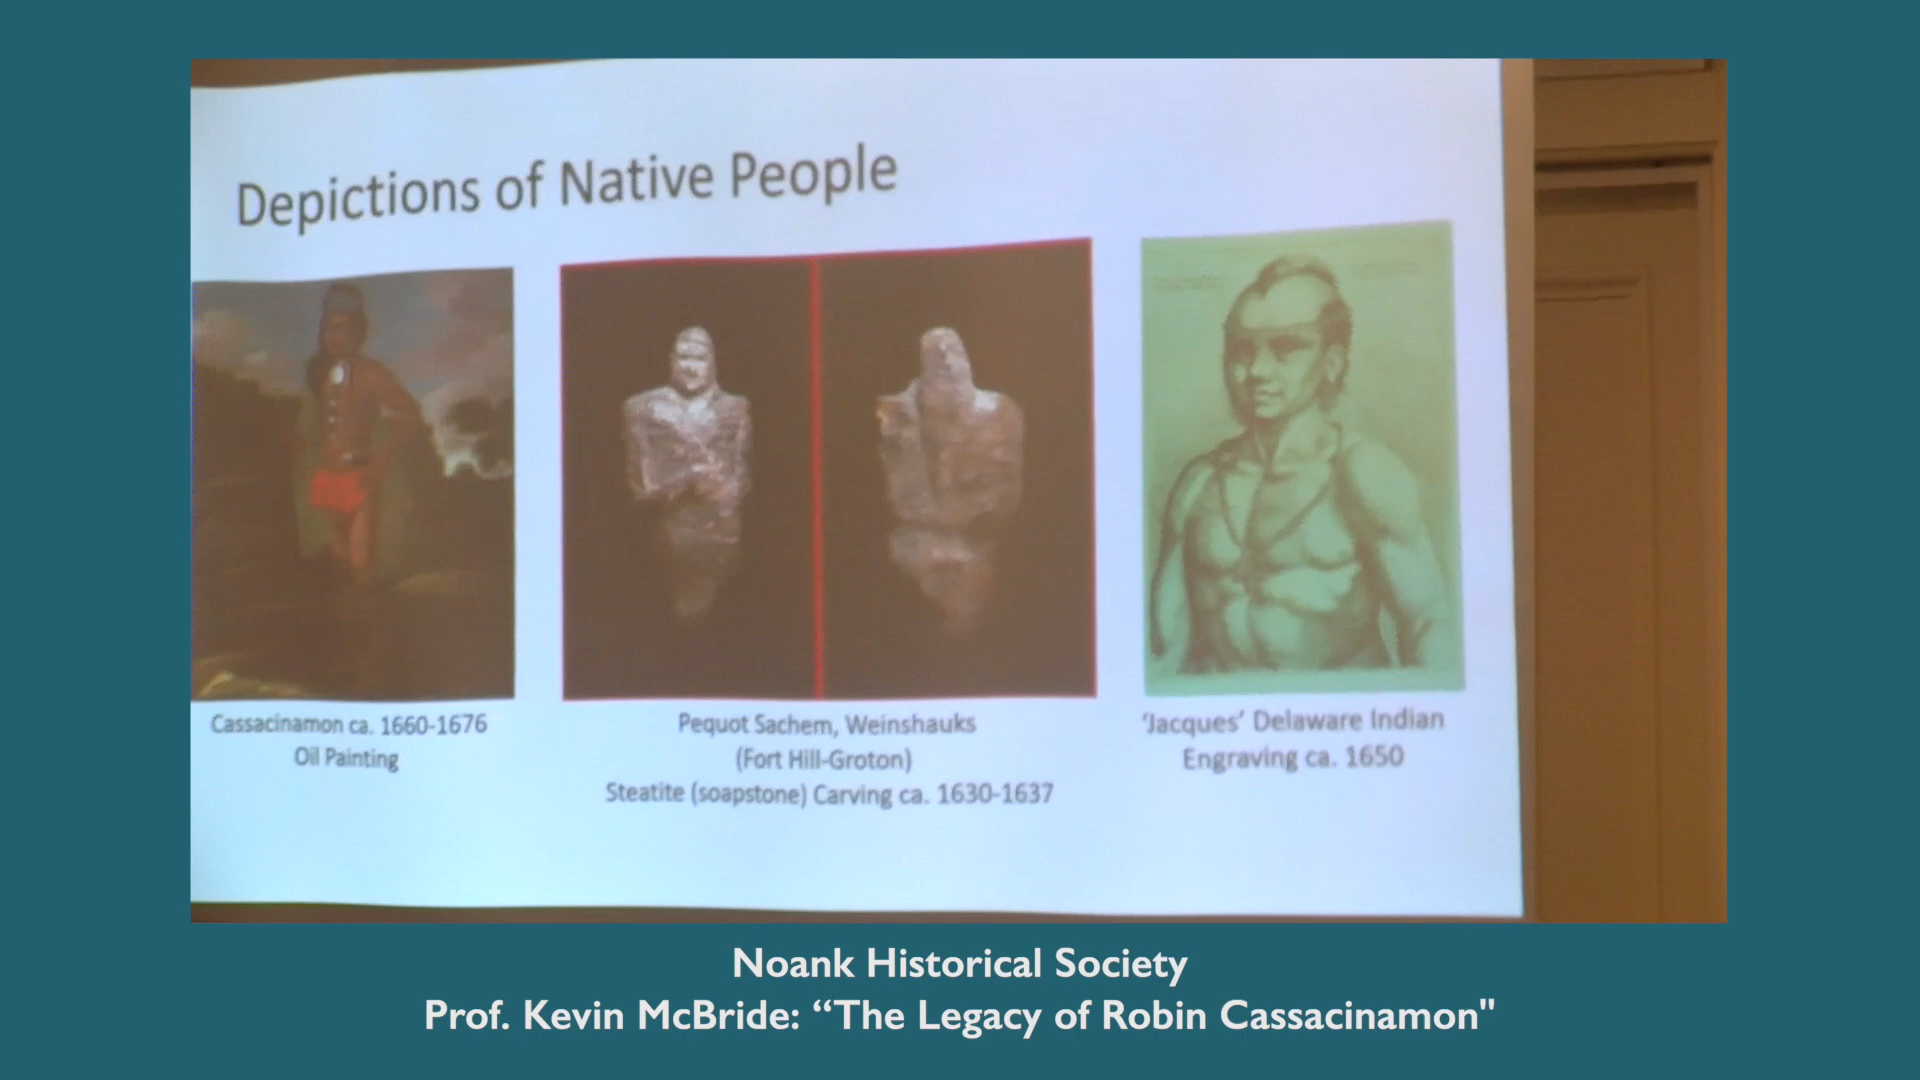 Depictions of Native People
Cassacinamon ca. 1660-1676
Oil Painting
Pequot Sachem, Weinshauks
(Fort Hill-Groton)
Steatite (soapstone) Carving ca. 1630-1637
'Jacques' Delaware Indian
Engraving ca. 1650
Noank Historical Society
Prof. Kevin McBride: “The Legacy of Robin Cassacinamon"